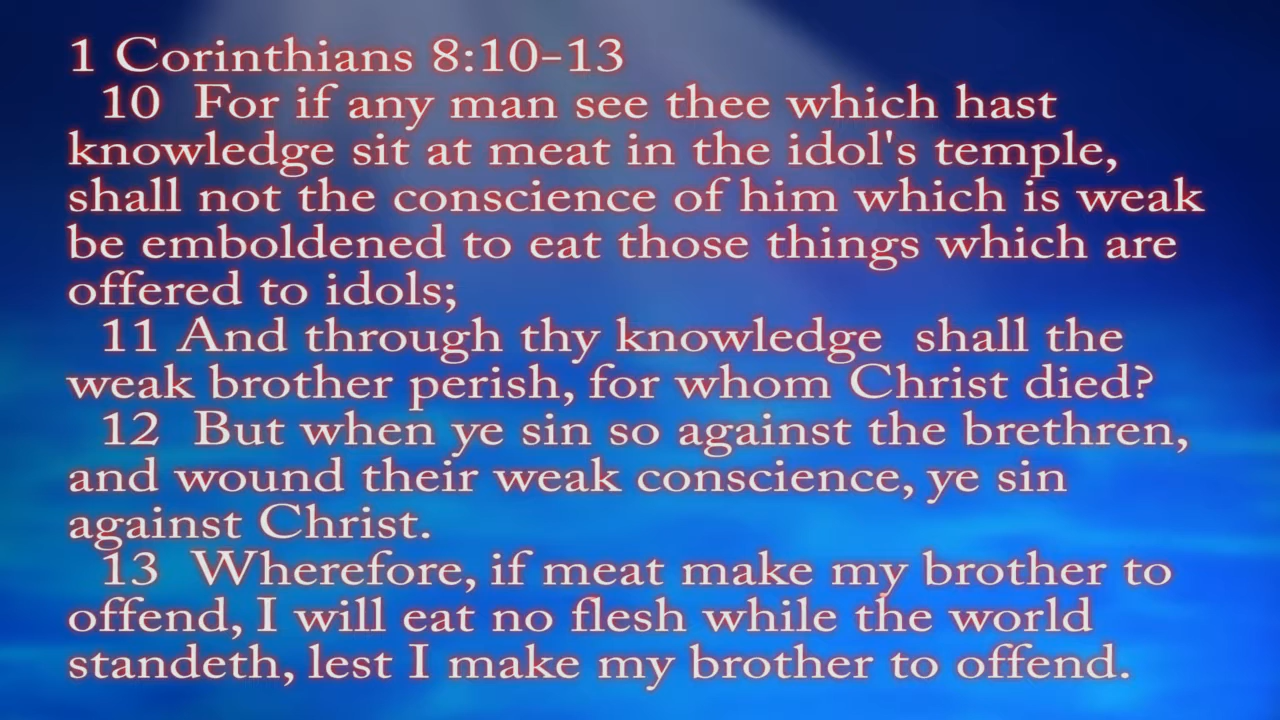 1 Corinthians 8:10-13
10 For if any man see thee which hast
knowledge sit at meat in the idol's temple,
shall not the conscience of him which is weak
be emboldened to eat those things which are
offered to idols;
11 And through thy knowledge shall the
weak brother perish, for whom Christ died?
12 But when ye sin so against the brethren,
and wound their weak conscience, ye sin
against Christ.
13 Wherefore, if meat make my brother to
offend, I will eat no flesh while the world
standeth, lest I make my brother to offend.